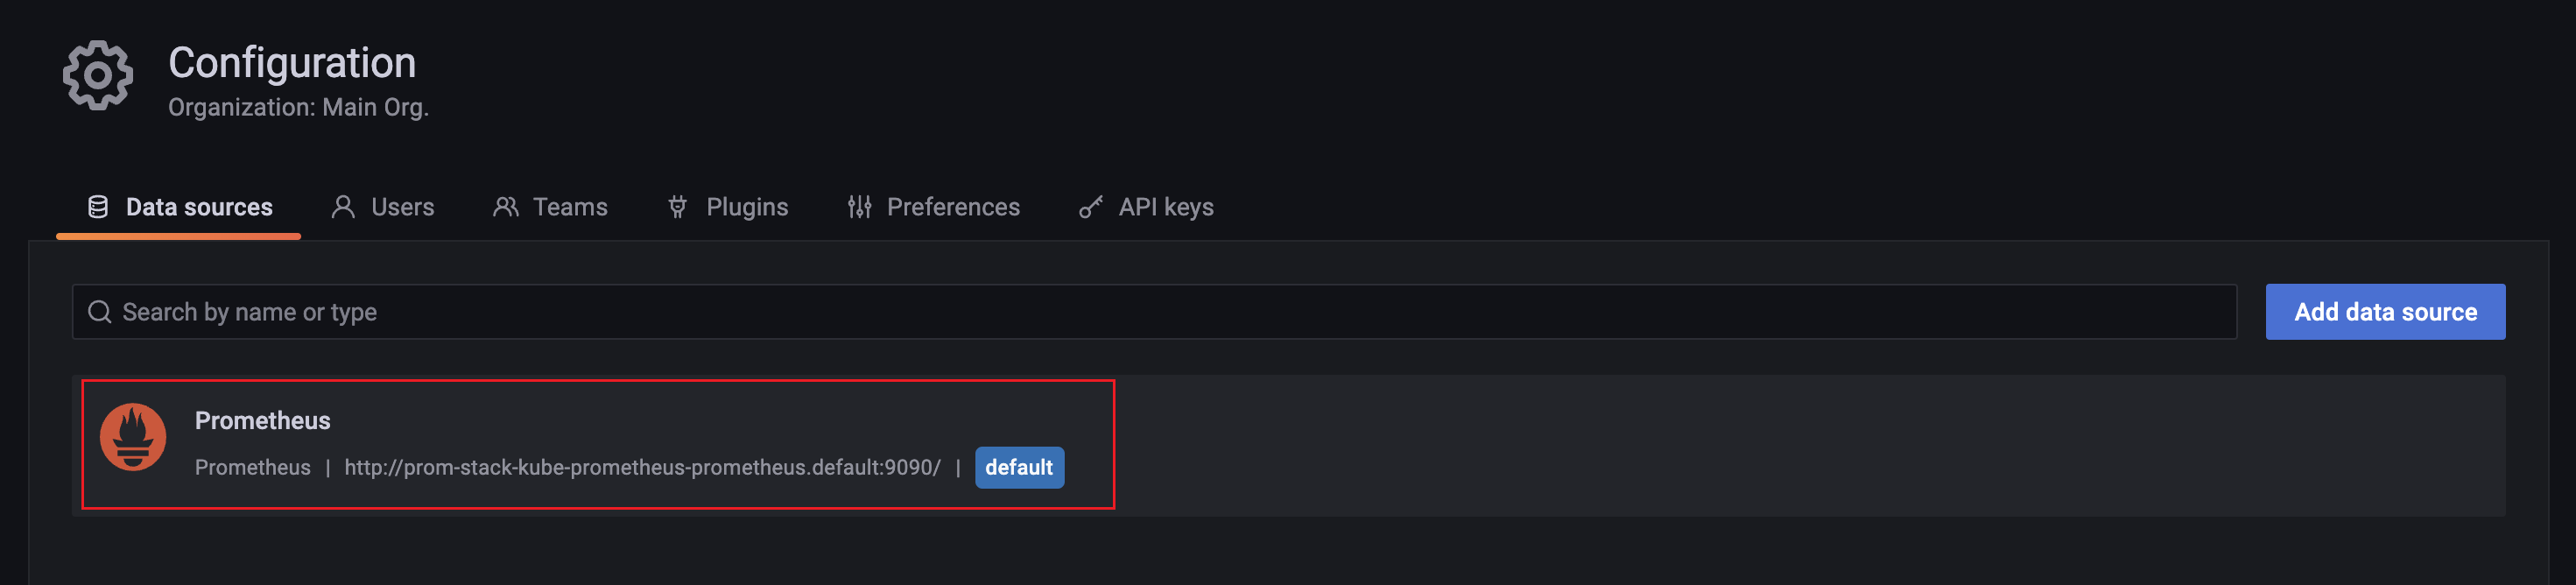 Configuration
Organization: Main Org.
Data sources Users Teams Plugins Preferences API keys
Search by name or type Add data source
Prometheus
Prometheus | http://prom-stack-kube-prometheus-prometheus.default:9090/ | default